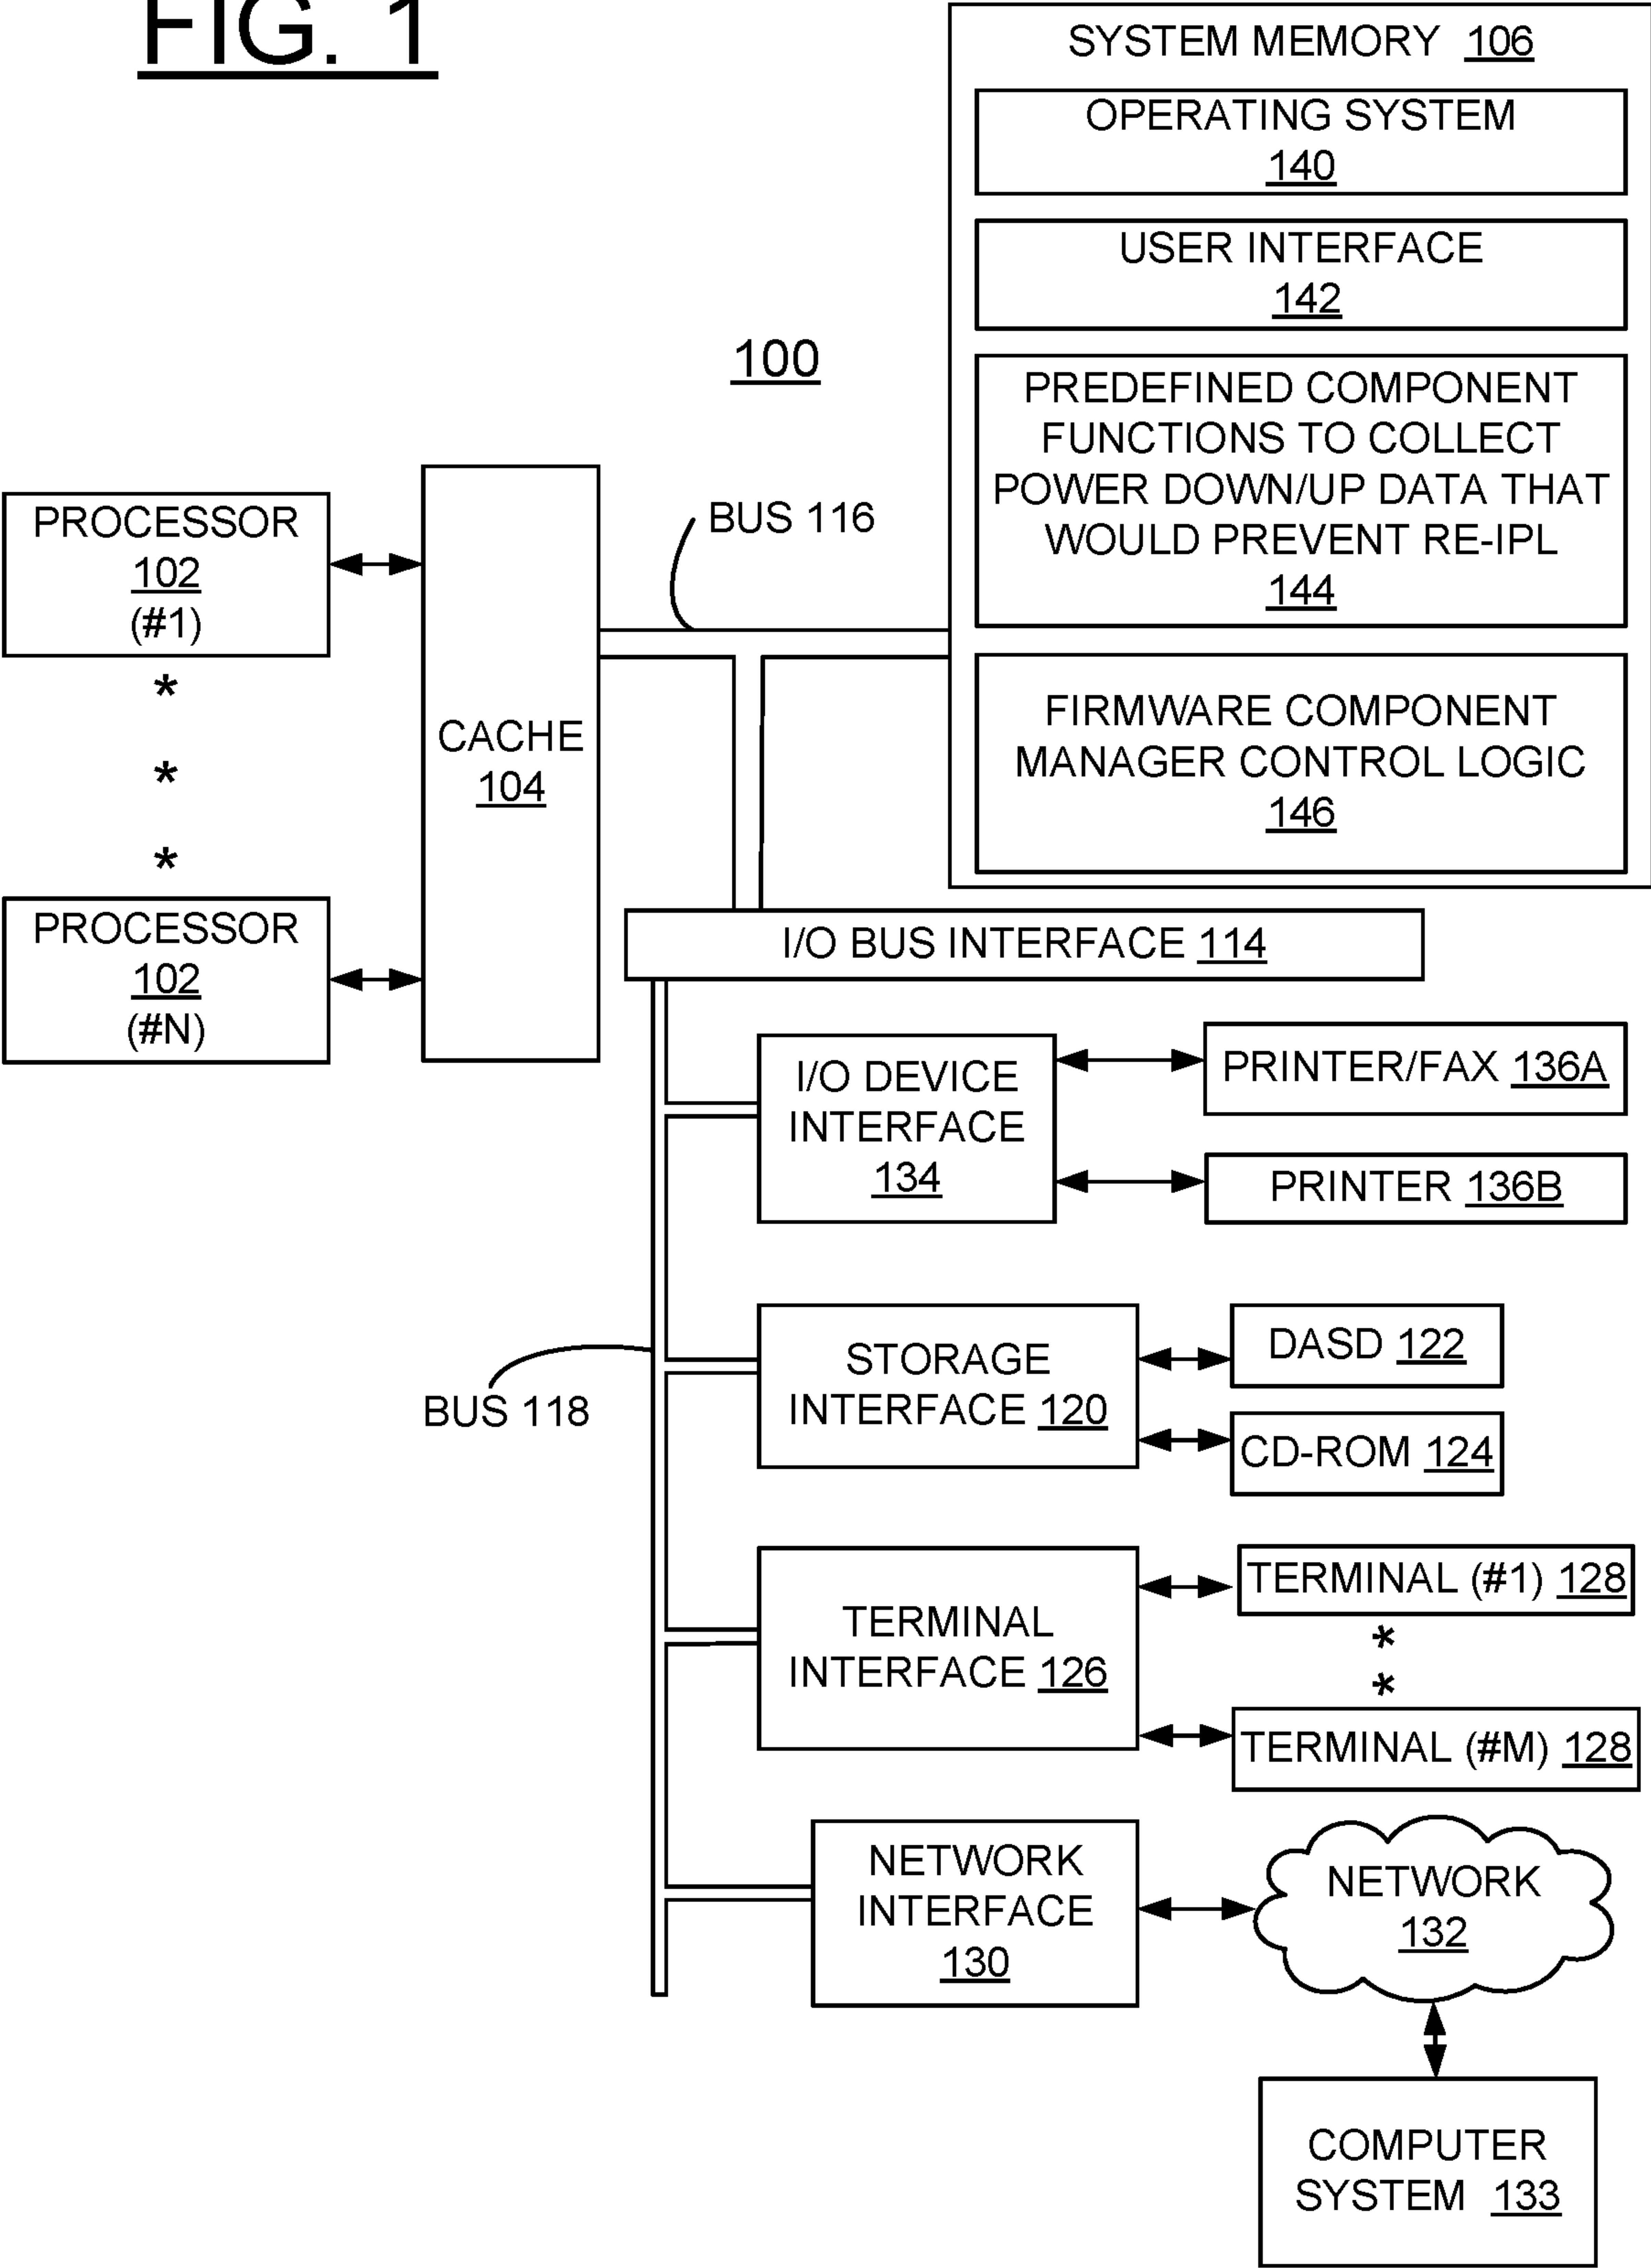 FIG. 1
SYSTEM MEMORY 106
OPERATING SYSTEM
140
USER INTERFACE
142
100
PREDEFINED COMPONENT
FUNCTIONS TO COLLECT
POWER DOWN/UP DATA THAT
WOULD PREVENT RE-IPL
144
BUS 116
PROCESSOR
102
(#1)
*
*
*
PROCESSOR
102
(#N)
CACHE
104
FIRMWARE COMPONENT
MANAGER CONTROL LOGIC
146
I/O BUS INTERFACE 114
I/O DEVICE
INTERFACE
134
PRINTER/FAX 136A
PRINTER 136B
BUS 118
STORAGE
INTERFACE 120
DASD 122
CD-ROM 124
TERMINAL
INTERFACE 126
TERMINAL (#1) 128
*
*
TERMINAL (#M) 128
NETWORK
INTERFACE
130
NETWORK
132
COMPUTER
SYSTEM 133